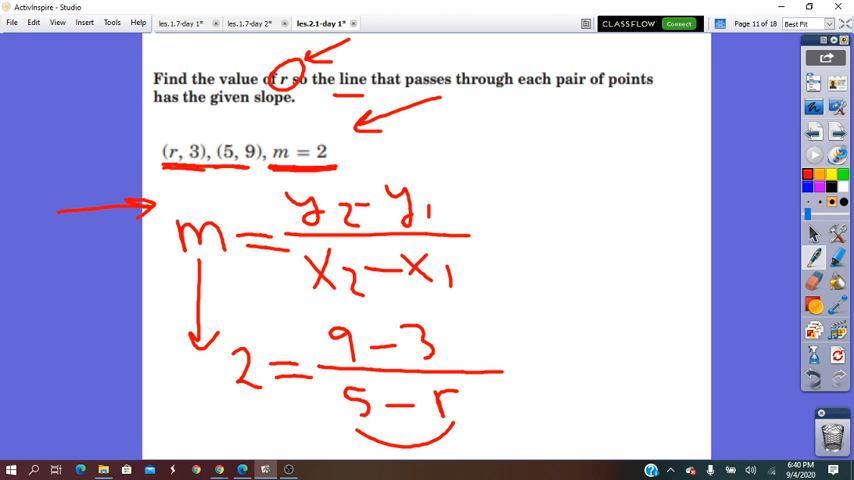 ActivInspire - Studio
File Edit View Insert Tools Help
les.1.7-day 1*
les.1.7-day 2*
les.2.1-day 1*
CLASSFLOW Connect
Page 11 of 18
Best Fit
Find the value of r so the line that passes through each pair of points
has the given slope.
(r, 3), (5, 9), m = 2
m = y2 - y1
x2 - x1
2 = 9 - 3
5 - r
6:40 PM
9/4/2020